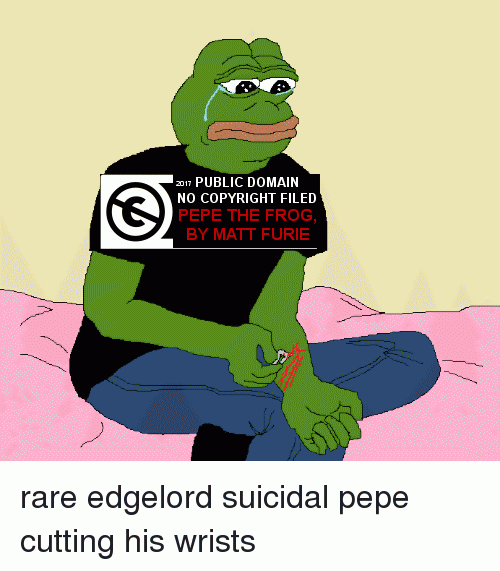 2017 PUBLIC DOMAIN
NO COPYRIGHT FILED
PEPE THE FROG,
BY MATT FURIE
rare edgelord suicidal pepe
cutting his wrists